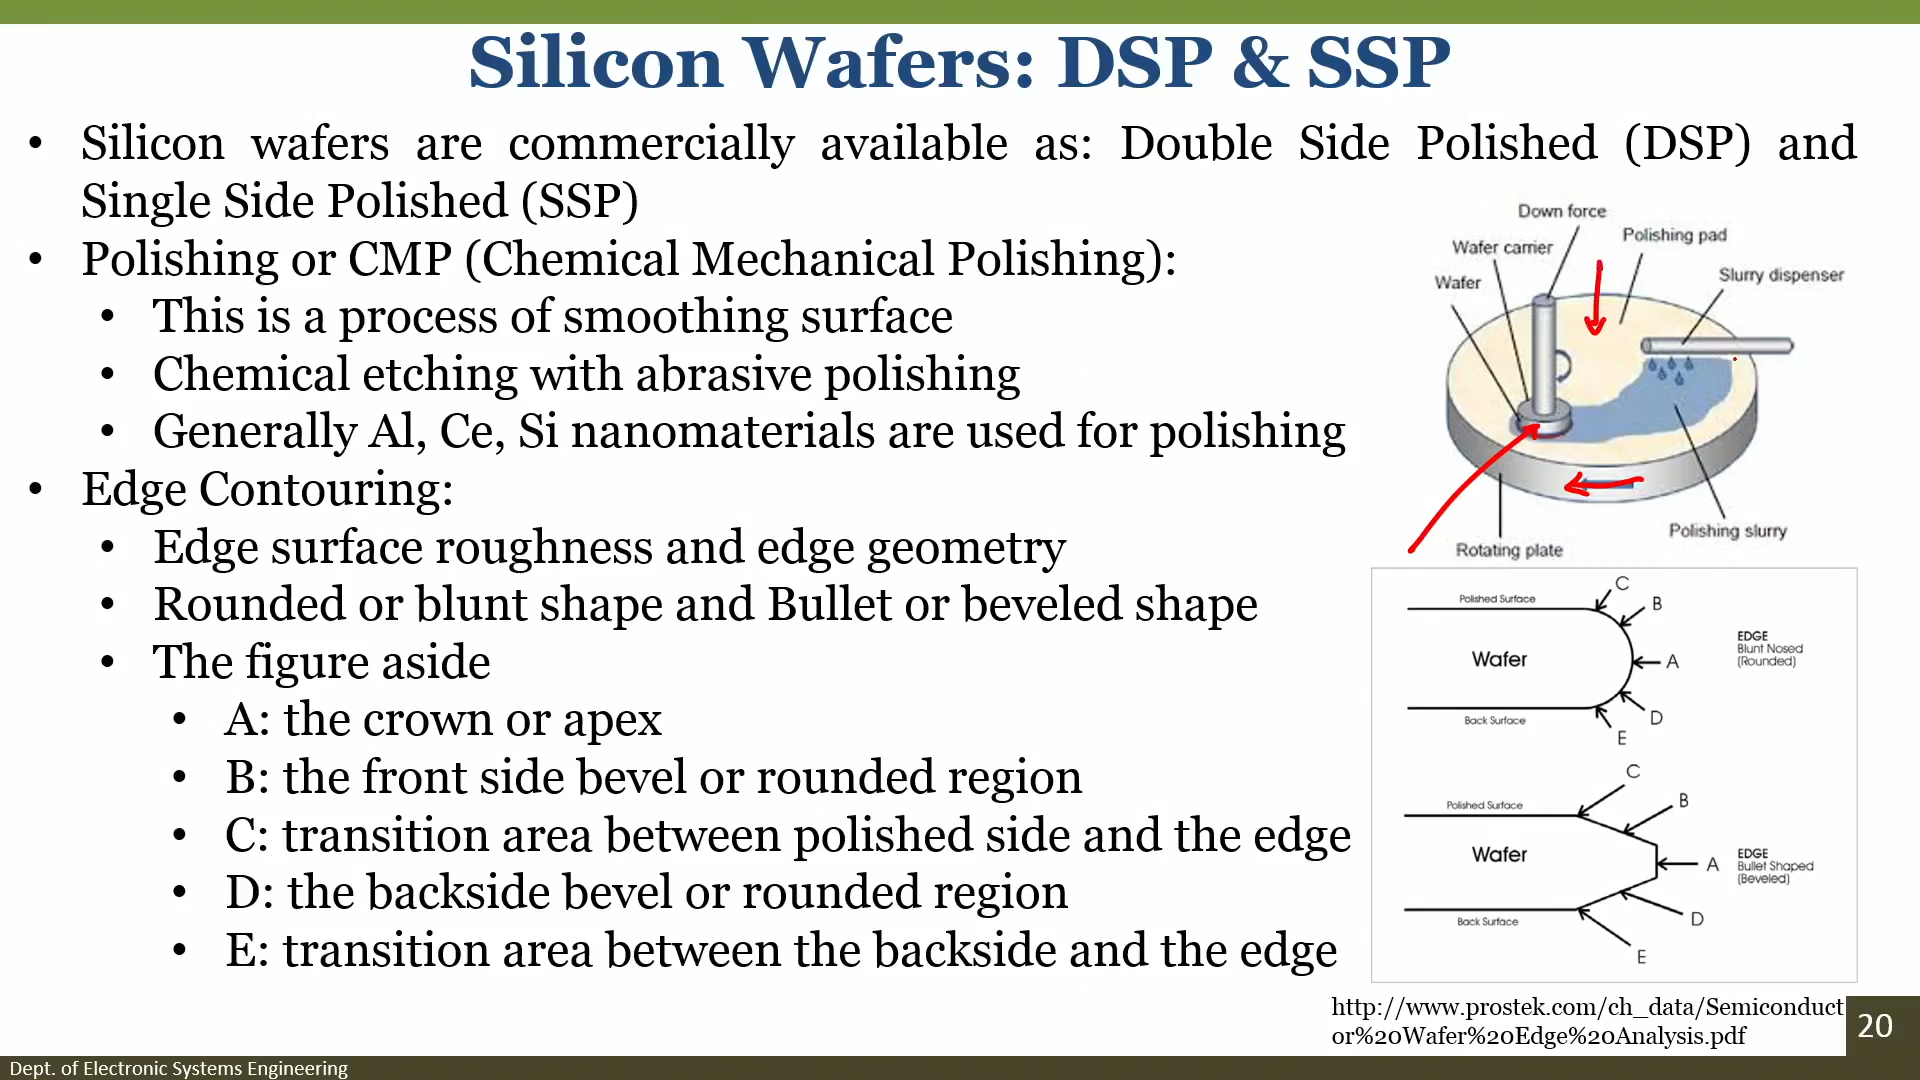 Silicon Wafers: DSP & SSP
• Silicon wafers are commercially available as: Double Side Polished (DSP) and
Single Side Polished (SSP)
• Polishing or CMP (Chemical Mechanical Polishing):
• This is a process of smoothing surface
• Chemical etching with abrasive polishing
• Generally Al, Ce, Si nanomaterials are used for polishing
• Edge Contouring:
• Edge surface roughness and edge geometry
• Rounded or blunt shape and Bullet or beveled shape
• The figure aside
• A: the crown or apex
• B: the front side bevel or rounded region
• C: transition area between polished side and the edge
• D: the backside bevel or rounded region
• E: transition area between the backside and the edge
Down force
Polishing pad
Wafer carrier
Slurry dispenser
Wafer
Polishing slurry
Rotating plate
C
Polished Surface
B
EDGE
Blunt Nosed
(Rounded)
Wafer
A
Back Surface
D
E
C
Polished Surface
B
Wafer
A
EDGE
Bullet Shaped
(Beveled)
Back Surface
D
E
http://www.prostek.com/ch_data/Semiconduct
or%20Wafer%20Edge%20Analysis.pdf
20
Dept. of Electronic Systems Engineering